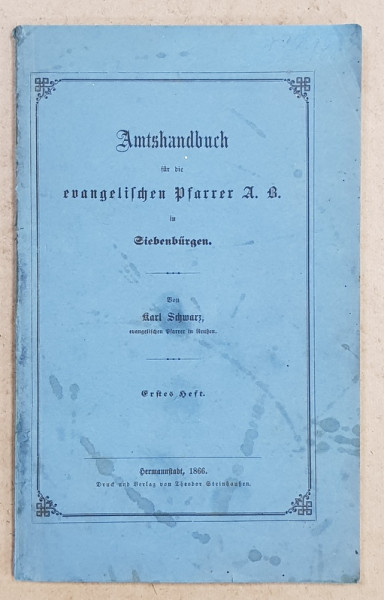 Amtshandbuch
für die
evangelischen Pfarrer A. B.
in
Siebenbürgen.
Von
Karl Schwarz,
evangelischen Pfarrer in
Erstes Heft.
Hermannstadt, 1866.
Druck und Verlag von Theodor Steinhaußen.